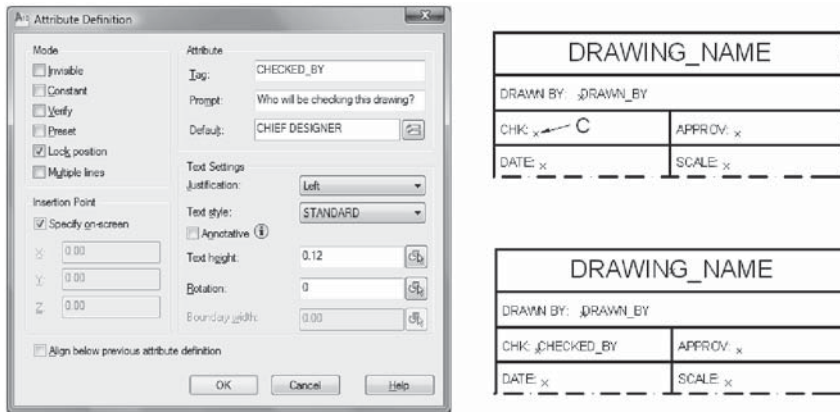 Attribute Definition
Mode
Invisible
Constant
Verify
Preset
Lock position
Multiple lines
Insertion Point
Specify on-screen
X: 0.00
Y: 0.00
Z: 0.00
Align below previous attribute definition
Attribute
Tag: CHECKED_BY
Prompt: Who will be checking this drawing?
Default: CHIEF DESIGNER
Text Settings
Justification: Left
Text style: STANDARD
Annotative
Text height: 0.12
Rotation: 0
Boundary width: 0.00
OK Cancel Help
DRAWING_NAME
DRAWN BY: DRAWN_BY
CHK: x C APPROV: x
DATE: x SCALE: x
DRAWING_NAME
DRAWN BY: DRAWN_BY
CHK: CHECKED_BY APPROV: x
DATE: x SCALE: x